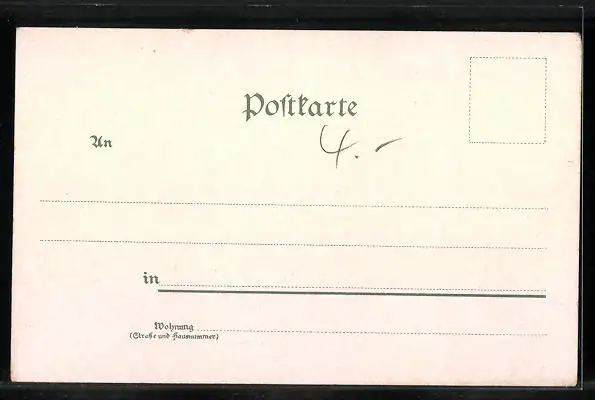 Poſtkarte
4.-
An
in
Wohnung
(Straße und Hausnummer)